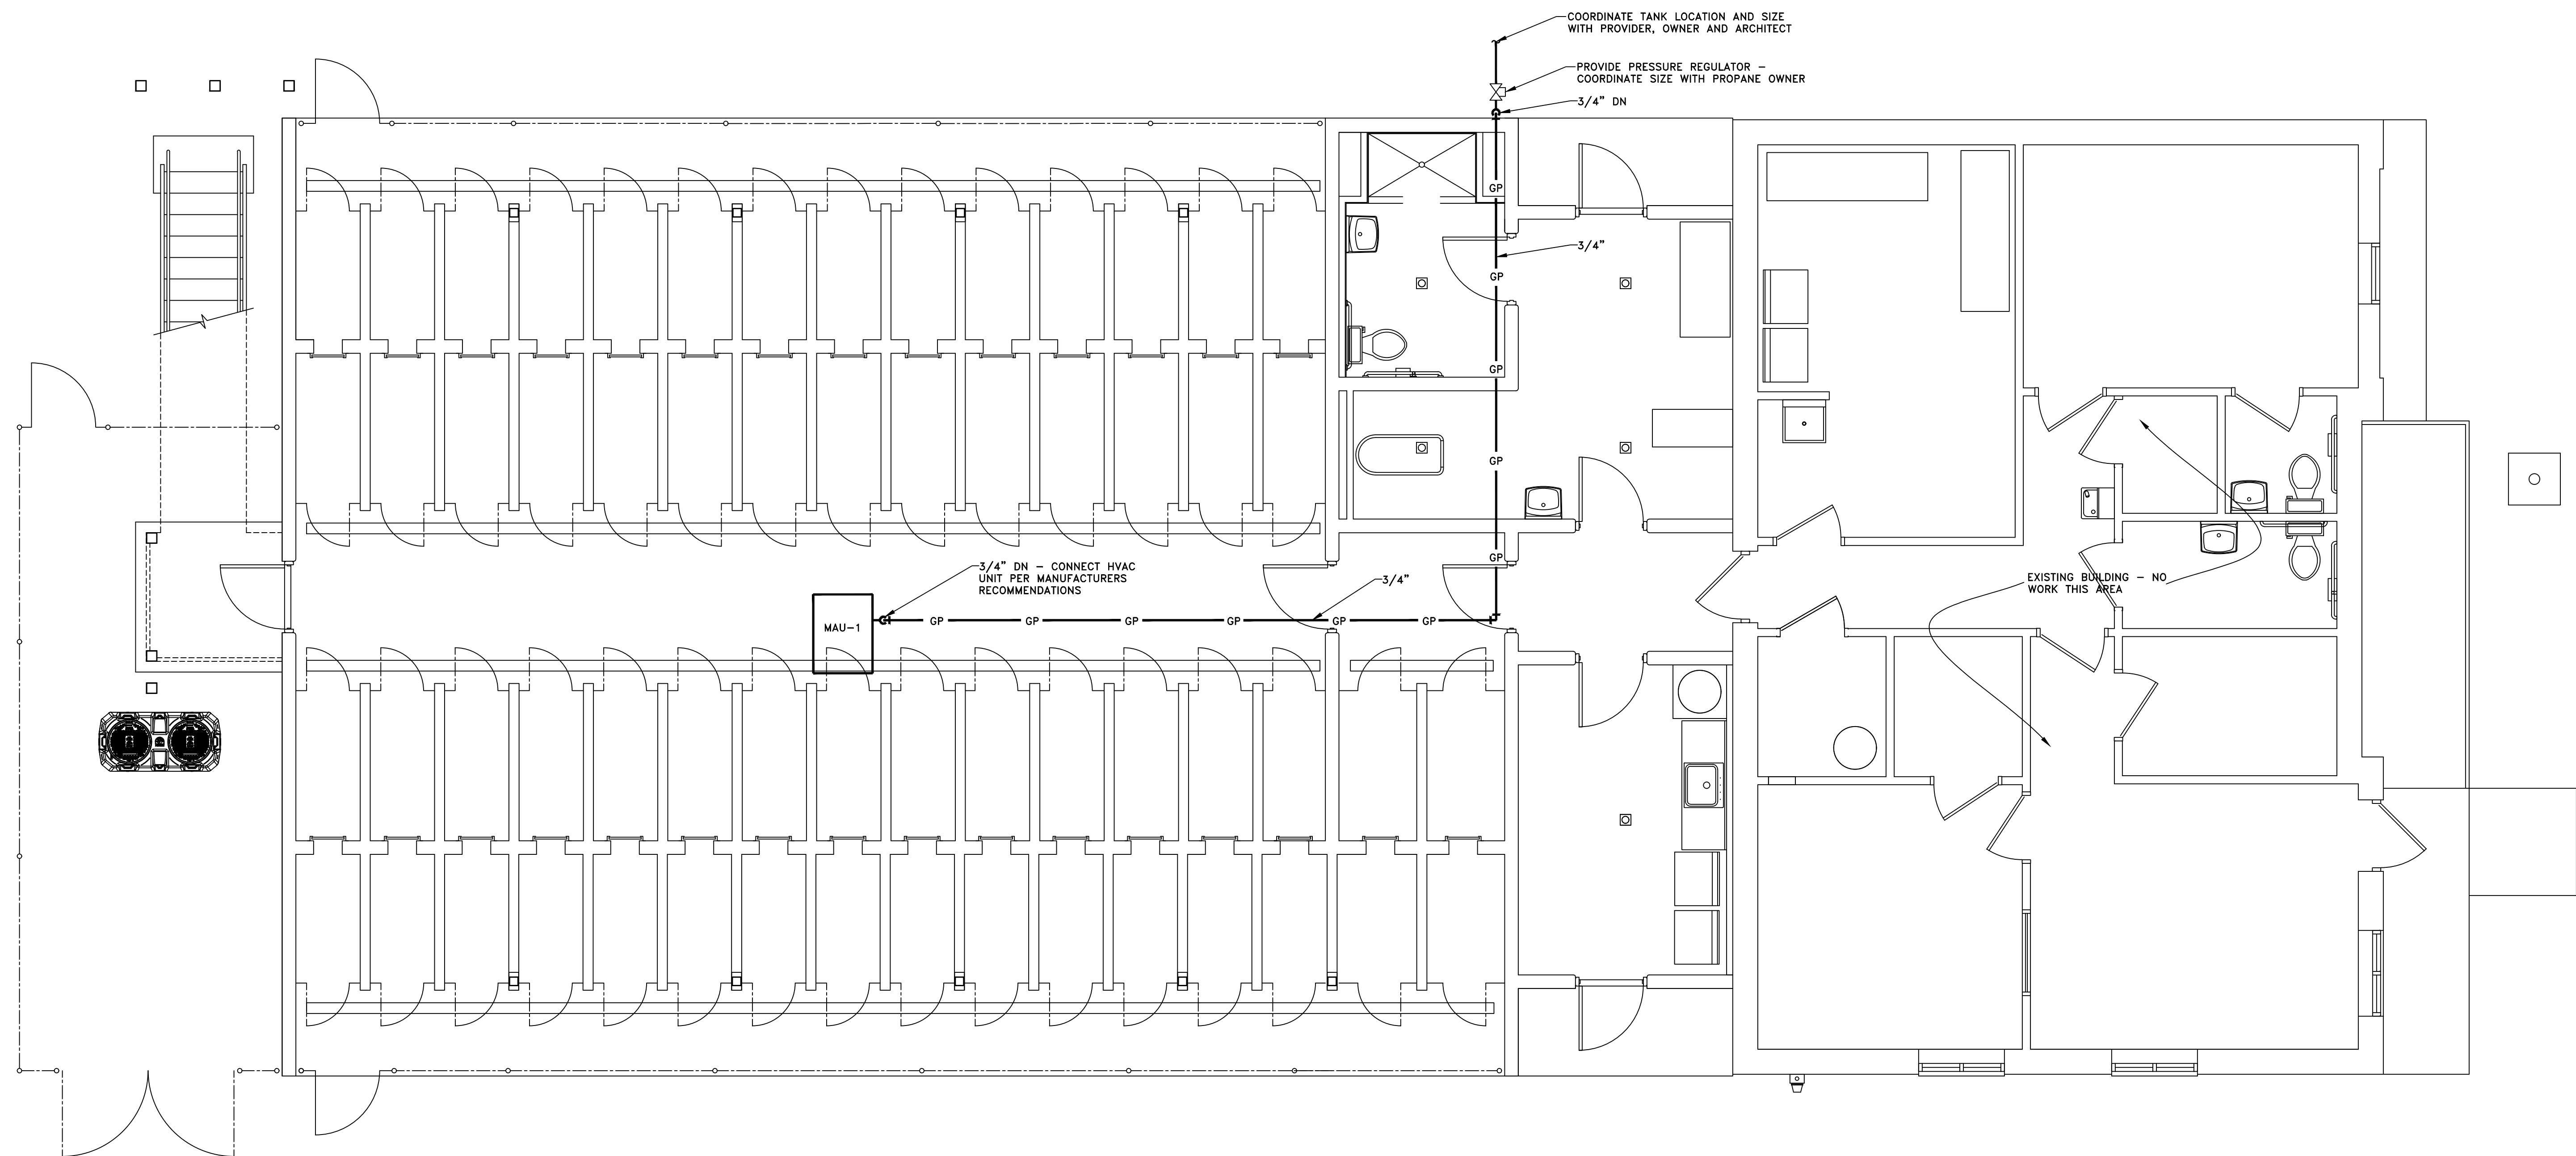 COORDINATE TANK LOCATION AND SIZE
WITH PROVIDER, OWNER AND ARCHITECT
PROVIDE PRESSURE REGULATOR –
COORDINATE SIZE WITH PROPANE OWNER
3/4" DN
GP
3/4"
GP
GP
GP
GP
3/4" DN – CONNECT HVAC
UNIT PER MANUFACTURERS
RECOMMENDATIONS
3/4"
EXISTING BUILDING – NO
WORK THIS AREA
MAU-1
GP
GP
GP
GP
GP
GP